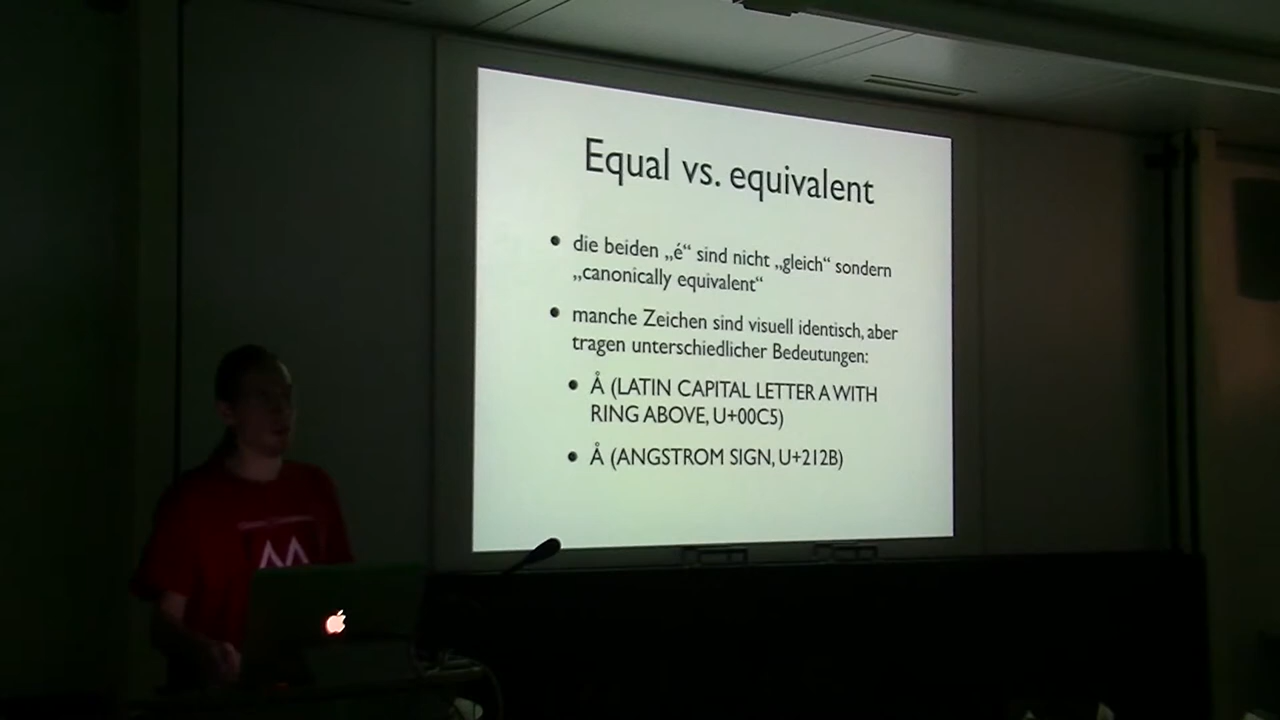 Equal vs. equivalent
• die beiden „é“ sind nicht „gleich“ sondern
„canonically equivalent“
• manche Zeichen sind visuell identisch, aber
tragen unterschiedlicher Bedeutungen:
• Å (LATIN CAPITAL LETTER A WITH
RING ABOVE, U+00C5)
• Å (ANGSTROM SIGN, U+212B)